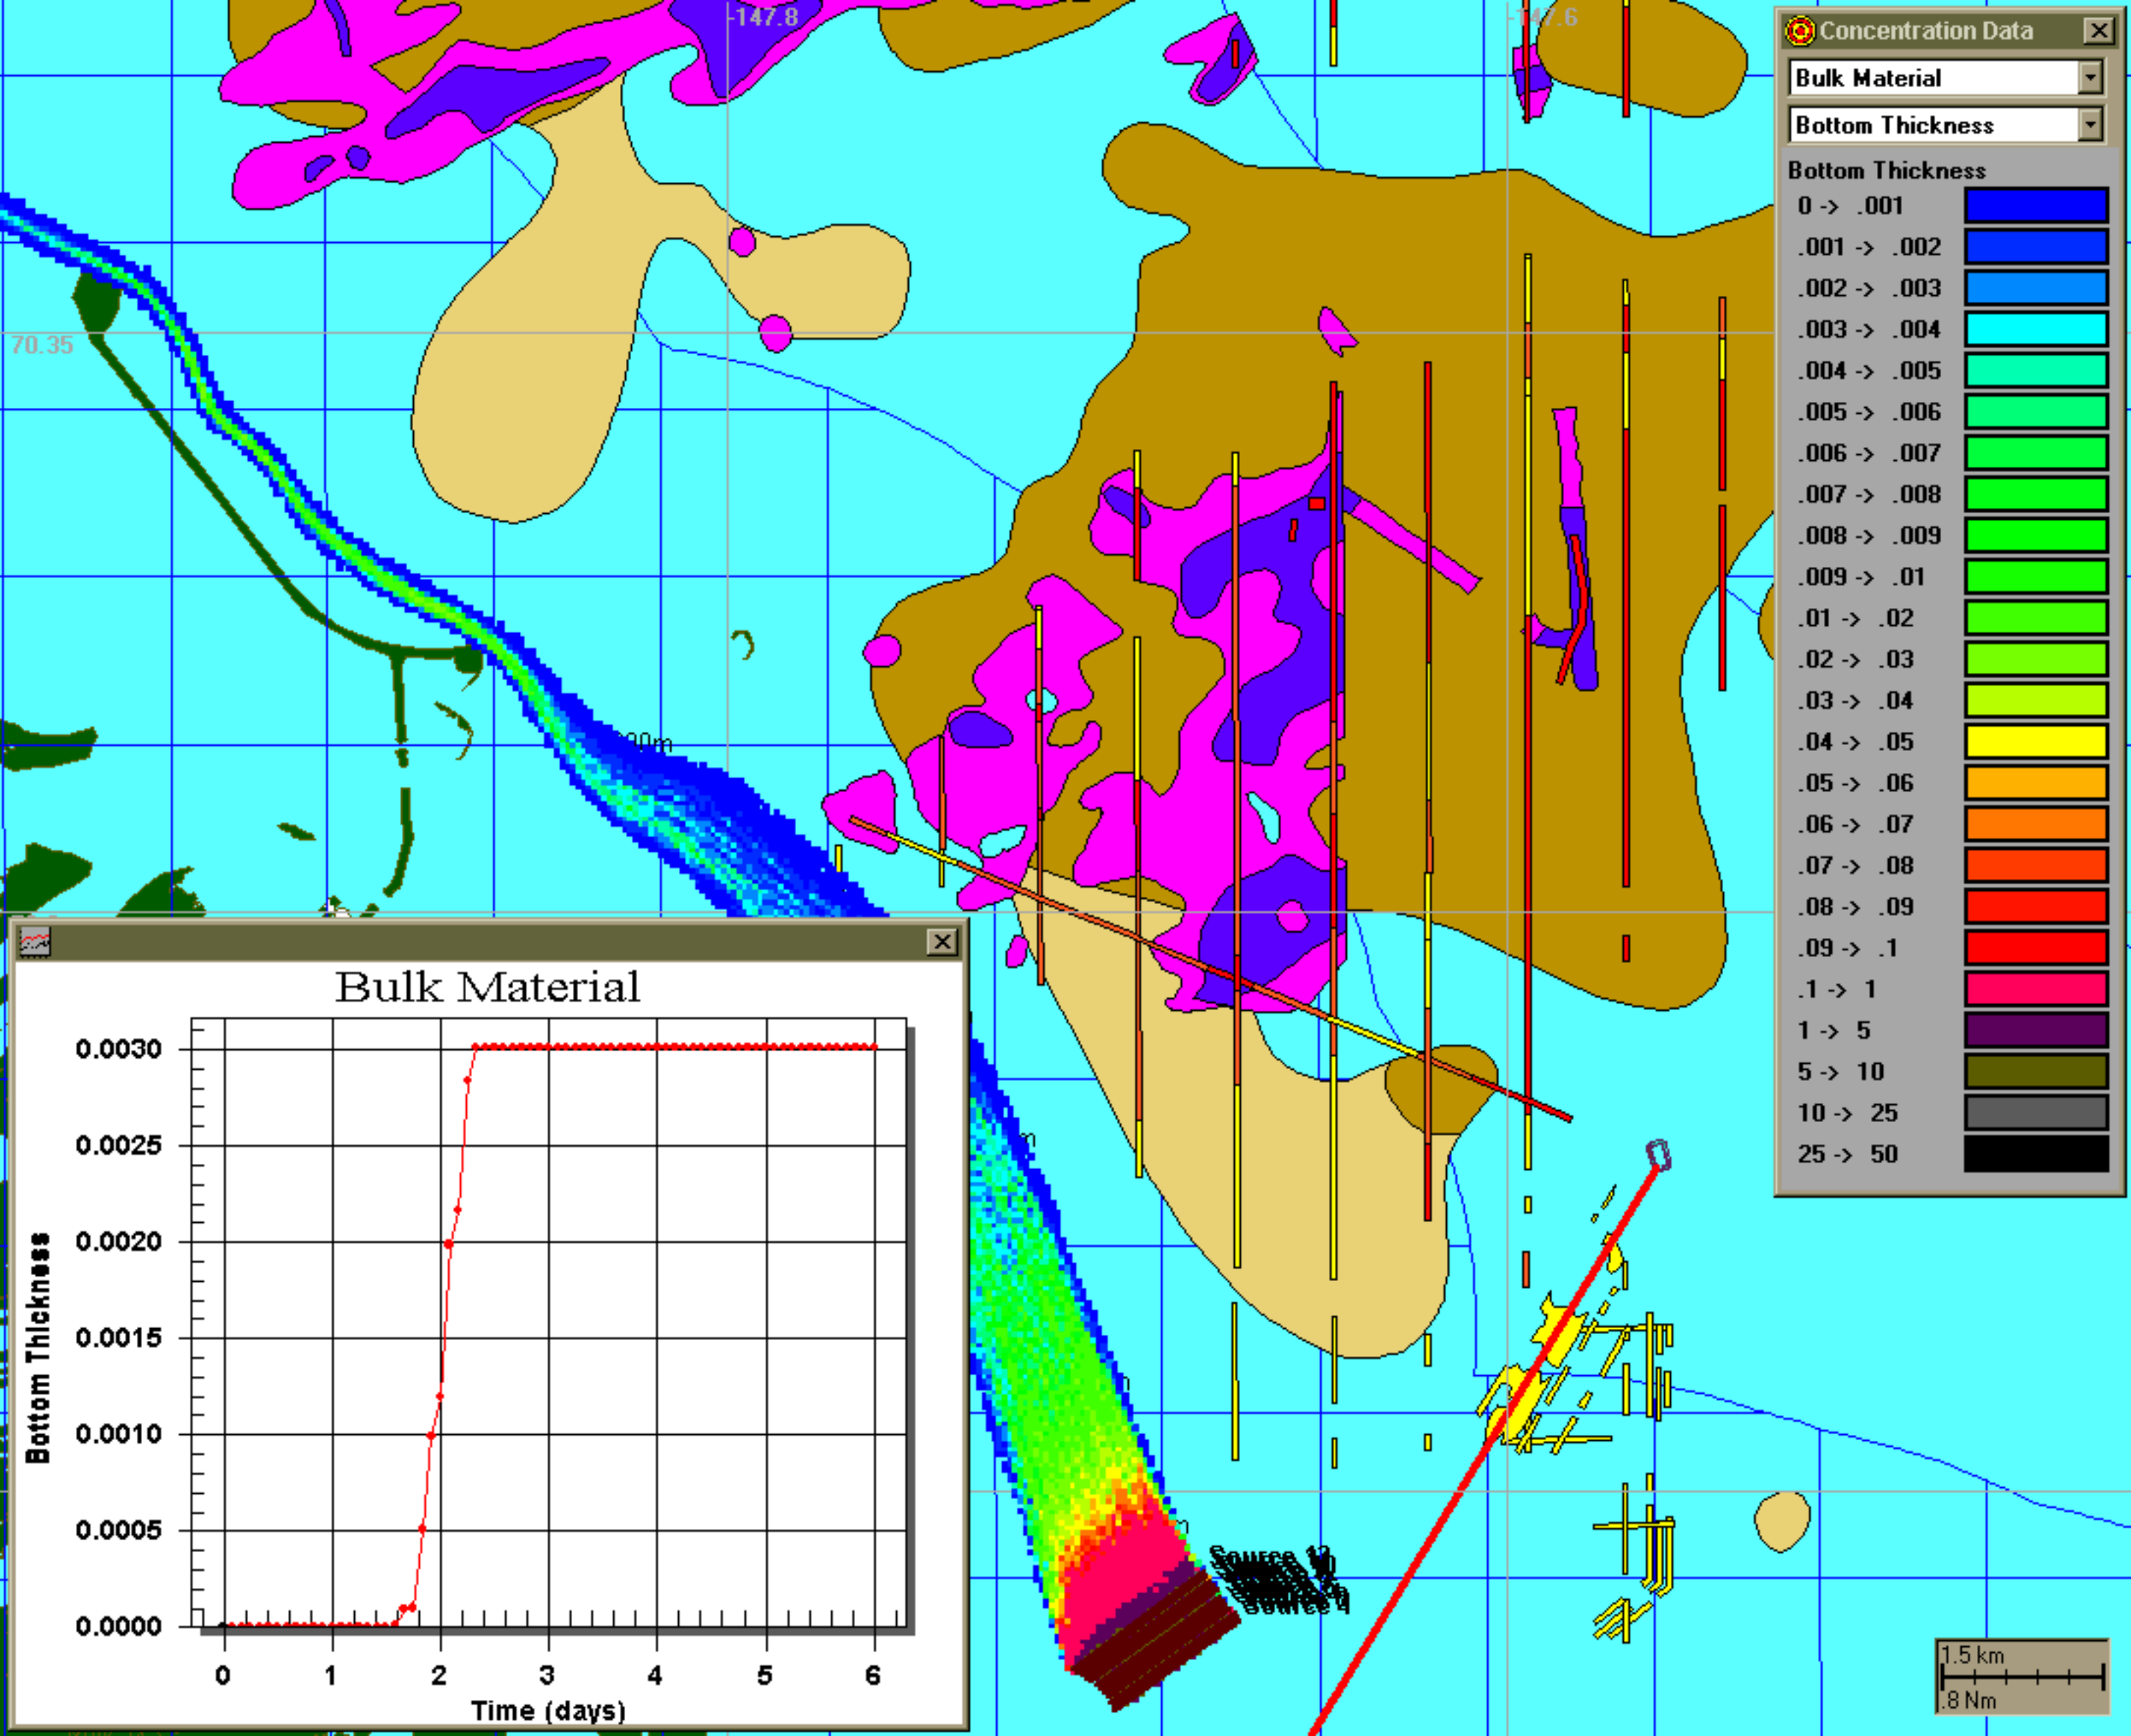 -147.8
-147.6
70.35
Concentration Data
Bulk Material
Bottom Thickness
Bottom Thickness
0 -> .001
.001 -> .002
.002 -> .003
.003 -> .004
.004 -> .005
.005 -> .006
.006 -> .007
.007 -> .008
.008 -> .009
.009 -> .01
.01 -> .02
.02 -> .03
.03 -> .04
.04 -> .05
.05 -> .06
.06 -> .07
.07 -> .08
.08 -> .09
.09 -> .1
.1 -> 1
1 -> 5
5 -> 10
10 -> 25
25 -> 50
Bulk Material
0.0030
0.0025
0.0020
0.0015
0.0010
0.0005
0.0000
Bottom Thickness
0 1 2 3 4 5 6
Time (days)
Source 4
1.5 km
.8 Nm